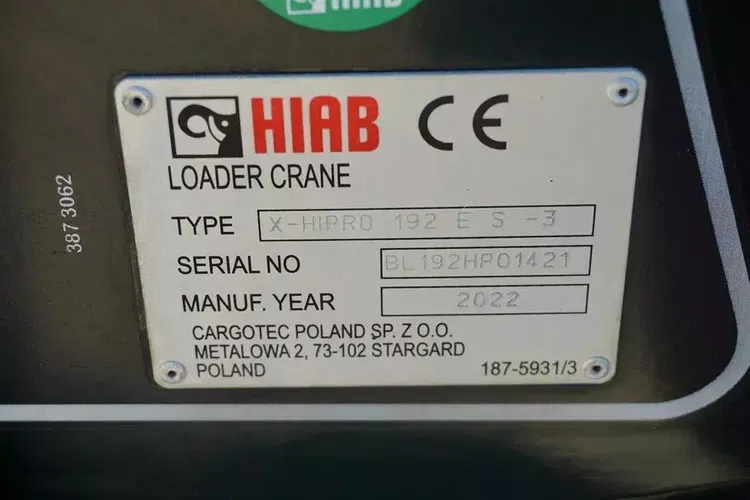 HIAB
HIAB CE
LOADER CRANE
TYPE X-HIPRO 192 E S -3
SERIAL NO BL192HP01421
MANUF. YEAR 2022
CARGOTEC POLAND SP. Z O.O.
METALOWA 2, 73-102 STARGARD
POLAND 187-5931/3
387 3062